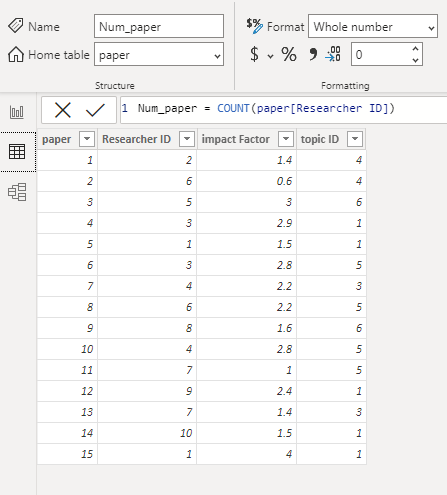 Name Num_paper Format Whole number
Home table paper $ % 0
Structure Formatting
1 Num_paper = COUNT(paper[Researcher ID])
paper Researcher ID impact Factor topic ID
1 2 1.4 4
2 6 0.6 4
3 5 3 6
4 3 2.9 1
5 1 1.5 1
6 3 2.8 5
7 4 2.2 3
8 6 2.2 5
9 8 1.6 6
10 4 2.8 5
11 7 1 5
12 9 2.4 1
13 7 1.4 3
14 10 1.5 1
15 1 4 1